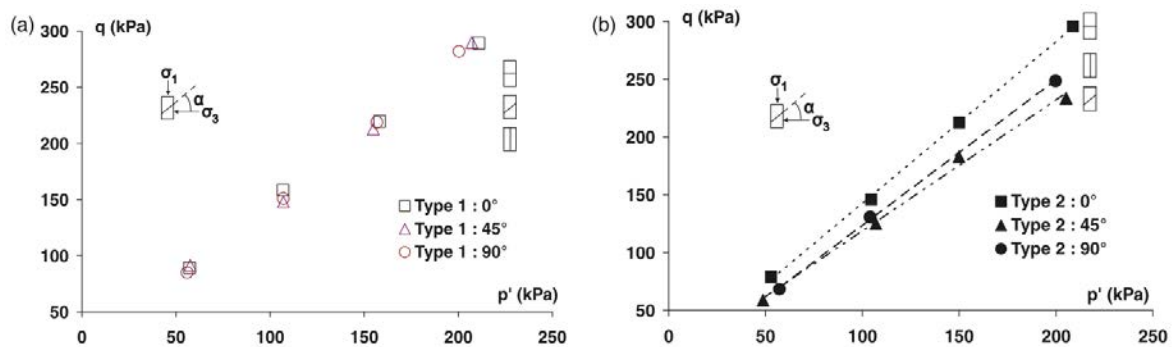 (a)
q (kPa)
300
250
200
150
100
50
0
50
100
150
200
250
p' (kPa)
σ1
α
σ3
Type 1 : 0°
Type 1 : 45°
Type 1 : 90°
(b)
q (kPa)
300
250
200
150
100
50
0
50
100
150
200
250
p' (kPa)
σ1
α
σ3
Type 2 : 0°
Type 2 : 45°
Type 2 : 90°